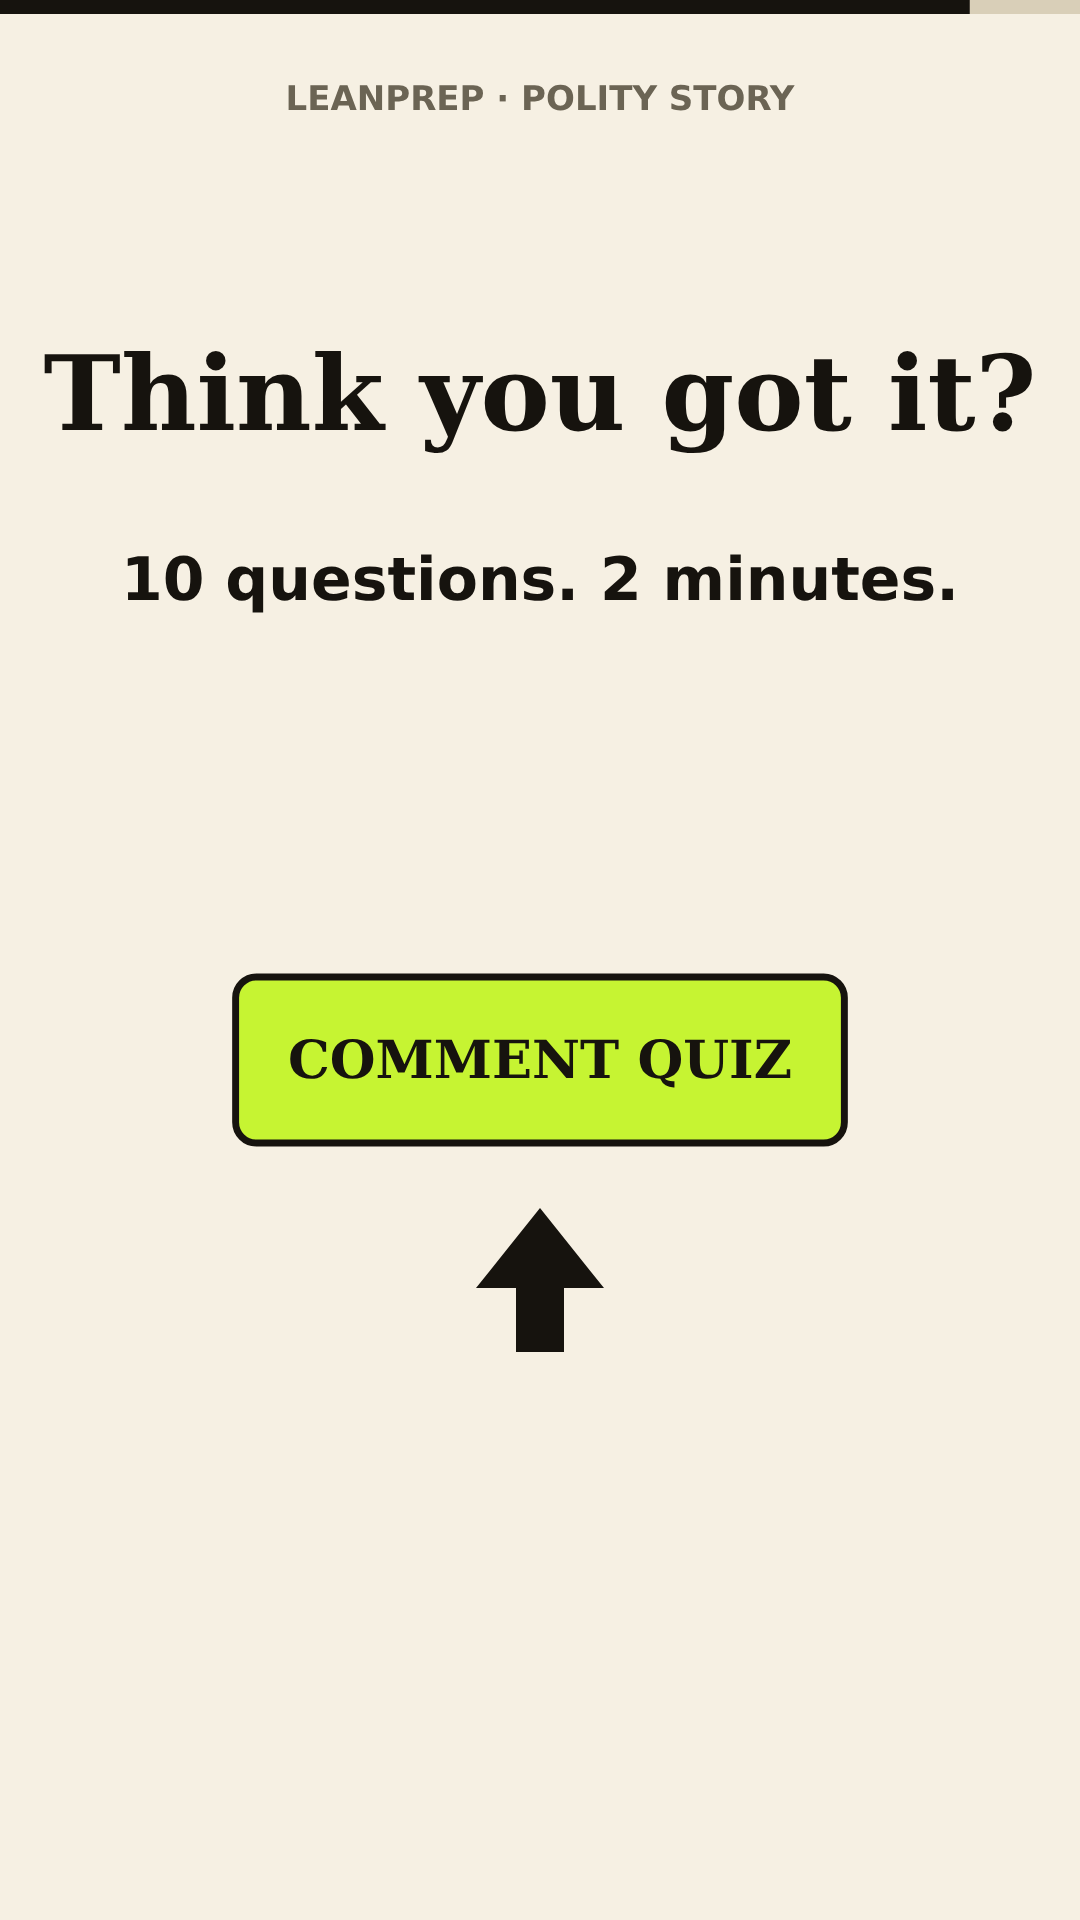 LEANPREP · POLITY STORY
Think you got it?
10 questions. 2 minutes.
COMMENT QUIZ